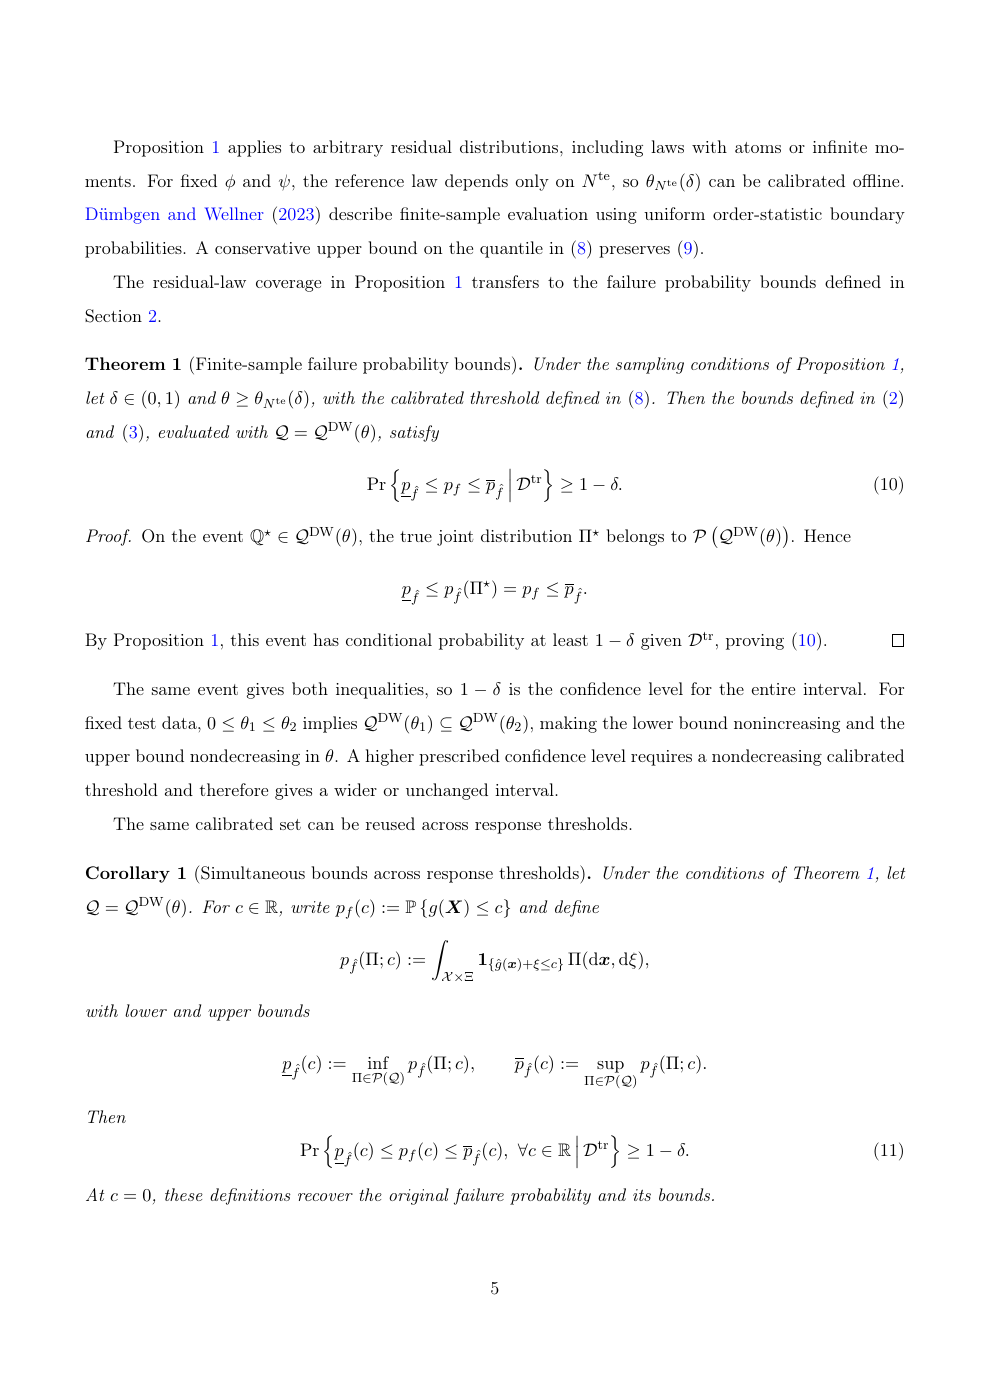 Proposition 1 applies to arbitrary residual distributions, including laws with atoms or infinite mo-
ments. For fixed ϕ and ψ, the reference law depends only on N^te, so θ_{N^te}(δ) can be calibrated offline.
Dümbgen and Wellner (2023) describe finite-sample evaluation using uniform order-statistic boundary
probabilities. A conservative upper bound on the quantile in (8) preserves (9).
The residual-law coverage in Proposition 1 transfers to the failure probability bounds defined in
Section 2.
Theorem 1 (Finite-sample failure probability bounds). Under the sampling conditions of Proposition 1,
let δ ∈ (0, 1) and θ ≥ θ_{N^te}(δ), with the calibrated threshold defined in (8). Then the bounds defined in (2)
and (3), evaluated with 𝒬 = 𝒬^DW(θ), satisfy
Pr { p̲_f̂ ≤ p_f ≤ p̅_f̂ | 𝒟^tr } ≥ 1 − δ. (10)
Proof. On the event ℚ^⋆ ∈ 𝒬^DW(θ), the true joint distribution Π^⋆ belongs to 𝒫 (𝒬^DW(θ)). Hence
p̲_f̂ ≤ p_f̂(Π^⋆) = p_f ≤ p̅_f̂.
By Proposition 1, this event has conditional probability at least 1 − δ given 𝒟^tr, proving (10). □
The same event gives both inequalities, so 1 − δ is the confidence level for the entire interval. For
fixed test data, 0 ≤ θ_1 ≤ θ_2 implies 𝒬^DW(θ_1) ⊆ 𝒬^DW(θ_2), making the lower bound nonincreasing and the
upper bound nondecreasing in θ. A higher prescribed confidence level requires a nondecreasing calibrated
threshold and therefore gives a wider or unchanged interval.
The same calibrated set can be reused across response thresholds.
Corollary 1 (Simultaneous bounds across response thresholds). Under the conditions of Theorem 1, let
𝒬 = 𝒬^DW(θ). For c ∈ ℝ, write p_f(c) := ℙ {g(X) ≤ c} and define
p_f̂(Π; c) := ∫_{𝒳×Ξ} 1_{{ĝ(x)+ξ≤c}} Π(dx, dξ),
with lower and upper bounds
p̲_f̂(c) := inf_{Π∈𝒫(𝒬)} p_f̂(Π; c), p̅_f̂(c) := sup_{Π∈𝒫(𝒬)} p_f̂(Π; c).
Then
Pr { p̲_f̂(c) ≤ p_f(c) ≤ p̅_f̂(c), ∀c ∈ ℝ | 𝒟^tr } ≥ 1 − δ. (11)
At c = 0, these definitions recover the original failure probability and its bounds.
5